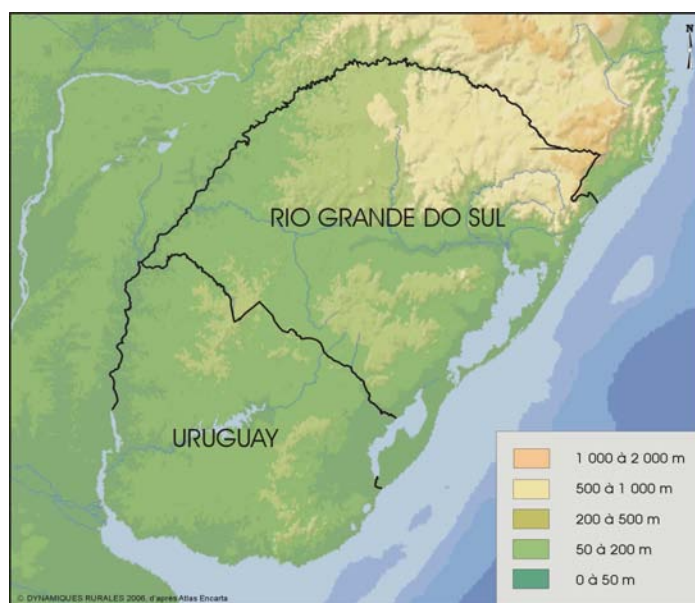 N
RIO GRANDE DO SUL
URUGUAY
1 000 à 2 000 m
500 à 1 000 m
200 à 500 m
50 à 200 m
0 à 50 m
© DYNAMIQUES RURALES 2006, d'après Atlas Encarta